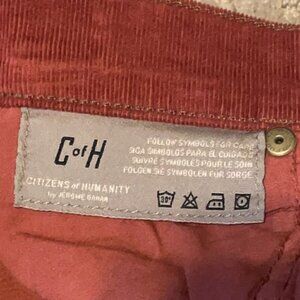 C of H
CITIZENS of HUMANITY
by JEROME DAHAN
FOLLOW SYMBOLS FOR CARE
SIGA SIMBOLOS PARA EL CUIDADO
SUIVRE SYMBOLES POUR LE SOIN
FOLGEN SIE SYMBOLEN FUR SORGE
30°